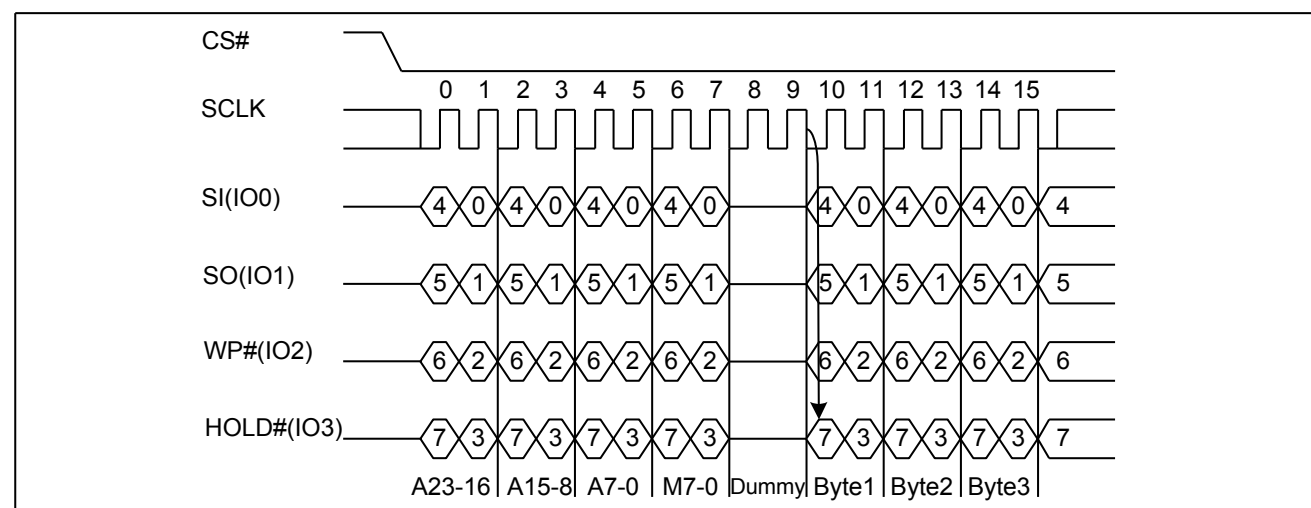 CS#
0 1 2 3 4 5 6 7 8 9 10 11 12 13 14 15
SCLK
SI(IO0) 4 0 4 0 4 0 4 0 4 0 4 0 4 0 4
SO(IO1) 5 1 5 1 5 1 5 1 5 1 5 1 5 1 5
WP#(IO2) 6 2 6 2 6 2 6 2 6 2 6 2 6 2 6
HOLD#(IO3) 7 3 7 3 7 3 7 3 7 3 7 3 7 3 7
A23-16 A15-8 A7-0 M7-0 Dummy Byte1 Byte2 Byte3